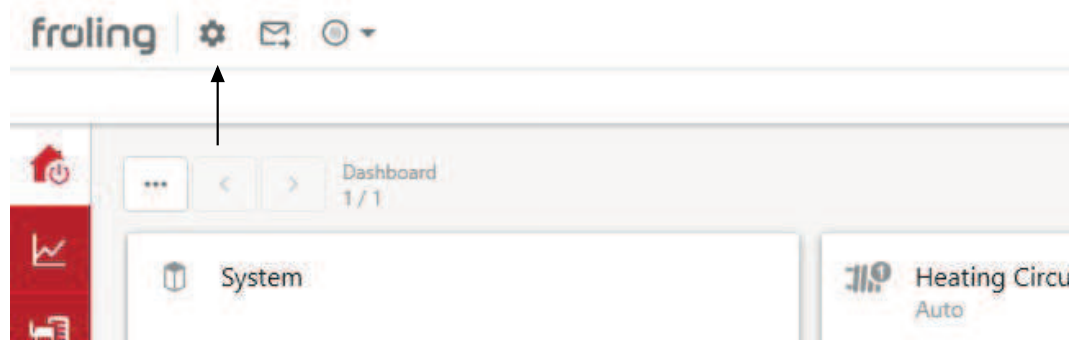 froling
Dashboard
1 / 1
System
Heating Circu
Auto